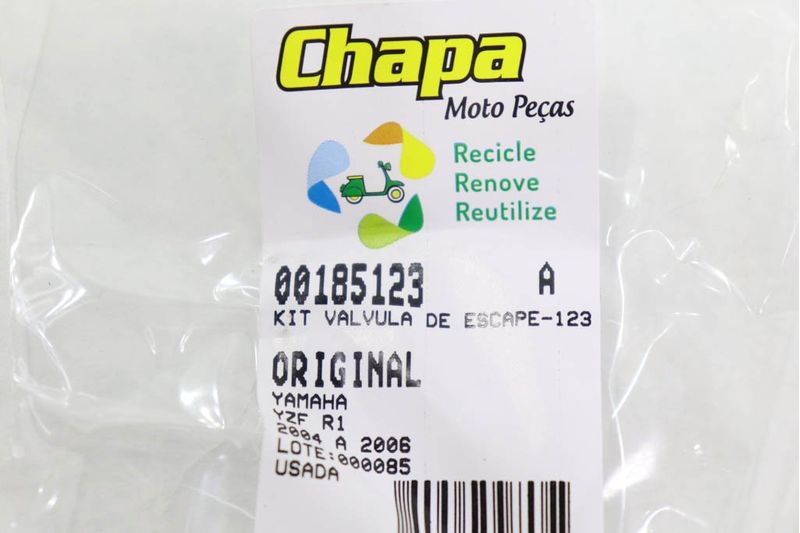 Chapa
Moto Peças
Recicle
Renove
Reutilize
00185123 A
KIT VALVULA DE ESCAPE-123
ORIGINAL
YAMAHA
YZF R1
2004 A 2006
LOTE:000085
USADA